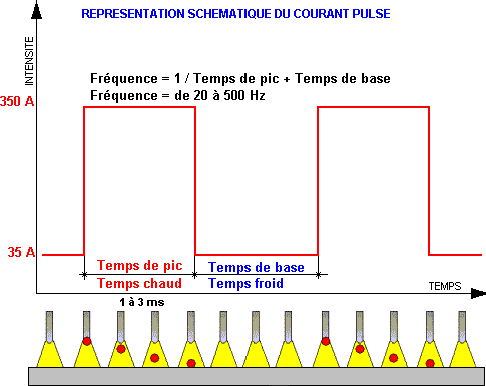 REPRESENTATION SCHEMATIQUE DU COURANT PULSE
INTENSITE
Fréquence = 1 / Temps de pic + Temps de base
Fréquence = de 20 à 500 Hz
350 A
35 A
Temps de pic
Temps de base
Temps chaud
Temps froid
TEMPS
1 à 3 ms